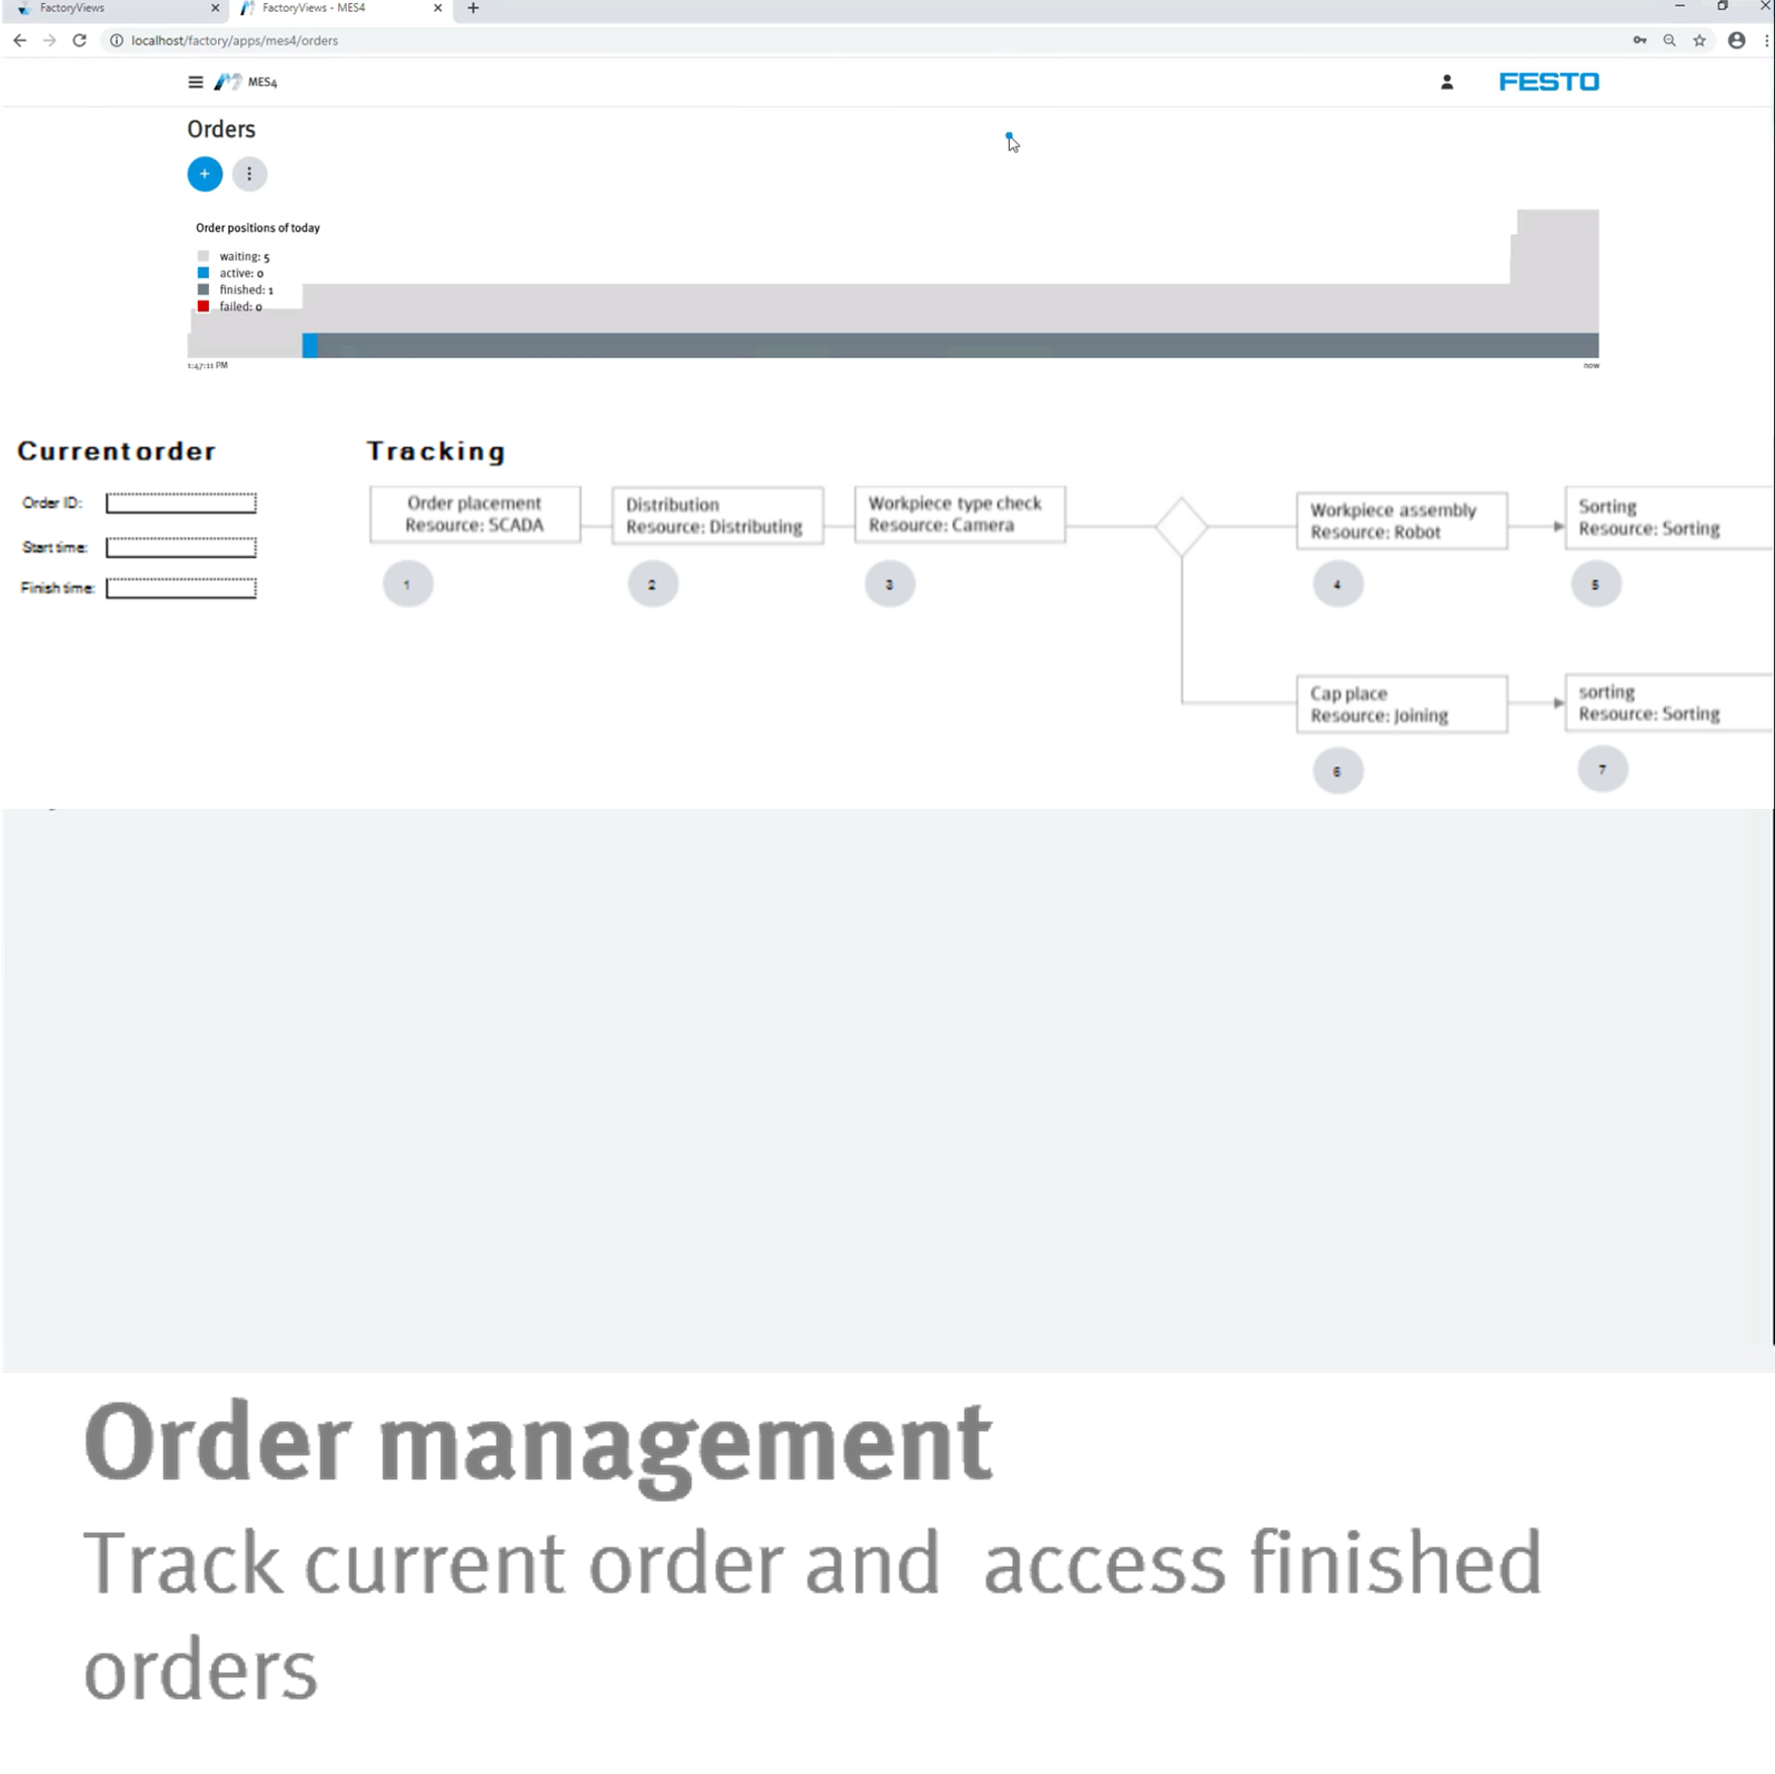 FactoryViews
FactoryViews - MES4
localhost/factory/apps/mes4/orders
MES4
FESTO
Orders
Order positions of today
waiting: 5
active: 0
finished: 1
failed: 0
1:47:11 PM
now
Current order
Tracking
Order ID:
Start time:
Finish time:
Order placement
Resource: SCADA
1
Distribution
Resource: Distributing
2
Workpiece type check
Resource: Camera
3
Workpiece assembly
Resource: Robot
4
Sorting
Resource: Sorting
5
Cap place
Resource: Joining
6
sorting
Resource: Sorting
7
Order management
Track current order and access finished
orders